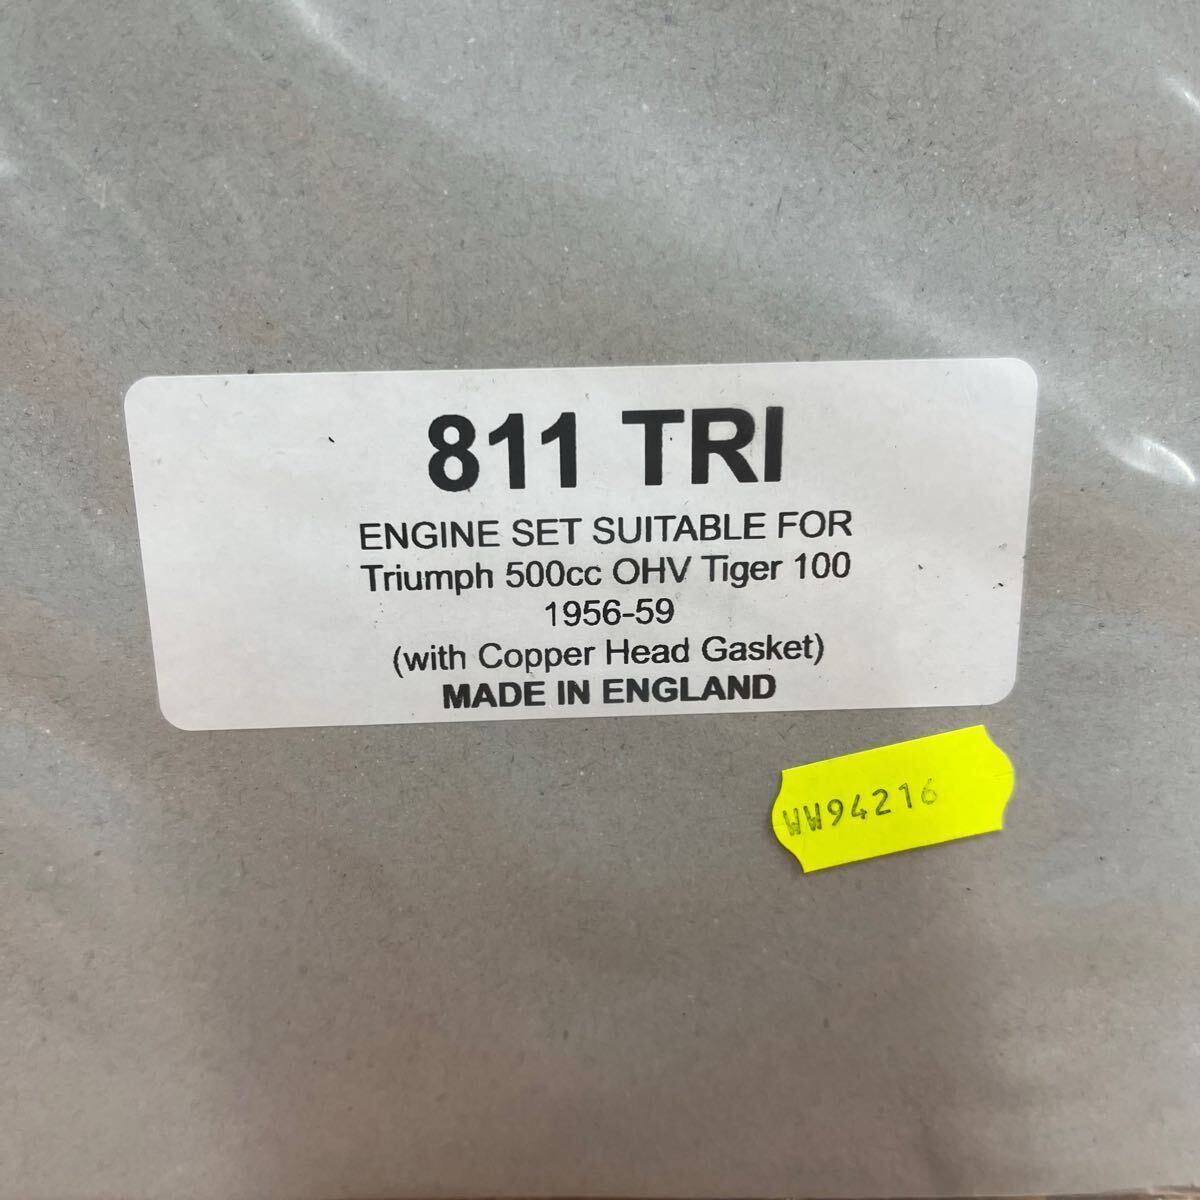 811 TRI
ENGINE SET SUITABLE FOR
Triumph 500cc OHV Tiger 100
1956-59
(with Copper Head Gasket)
MADE IN ENGLAND
WW94216